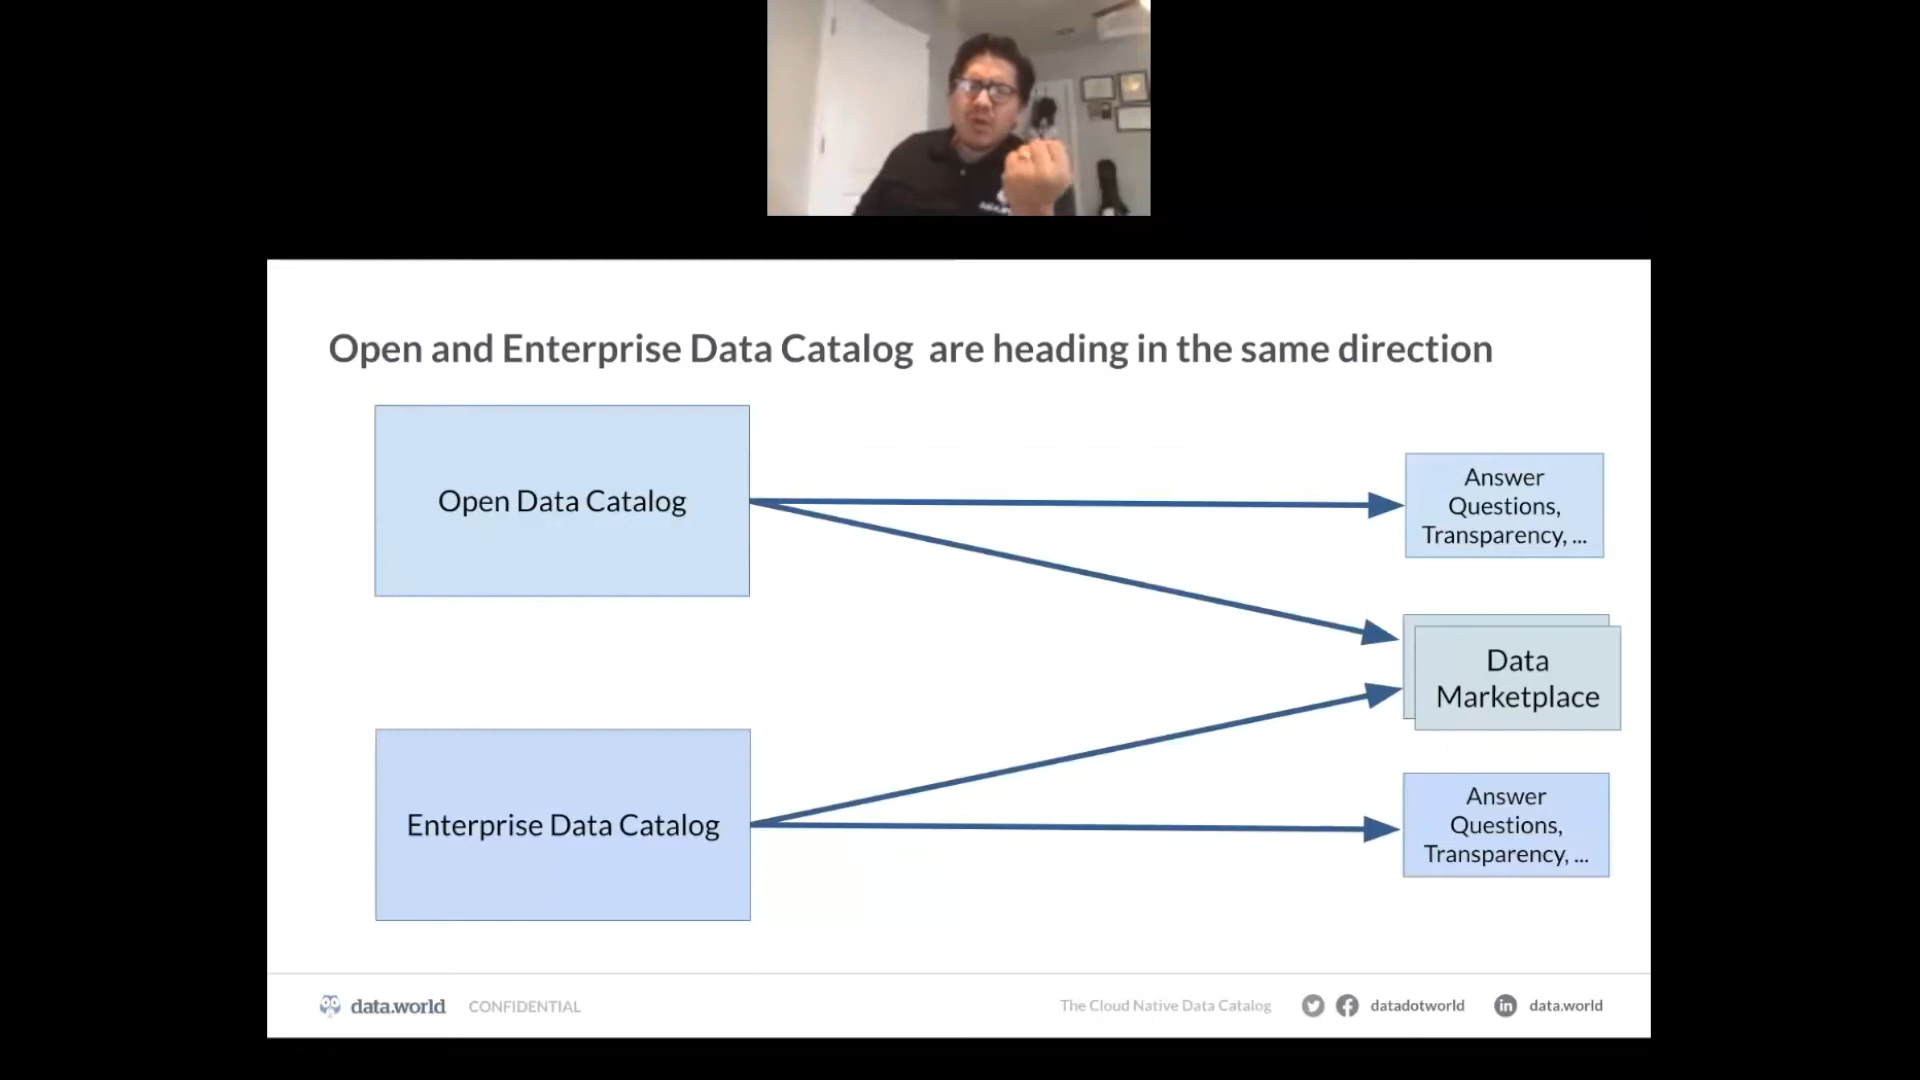 Open and Enterprise Data Catalog are heading in the same direction
Open Data Catalog
Answer
Questions,
Transparency, ...
Data
Marketplace
Enterprise Data Catalog
Answer
Questions,
Transparency, ...
data.world CONFIDENTIAL
The Cloud Native Data Catalog datadotworld data.world